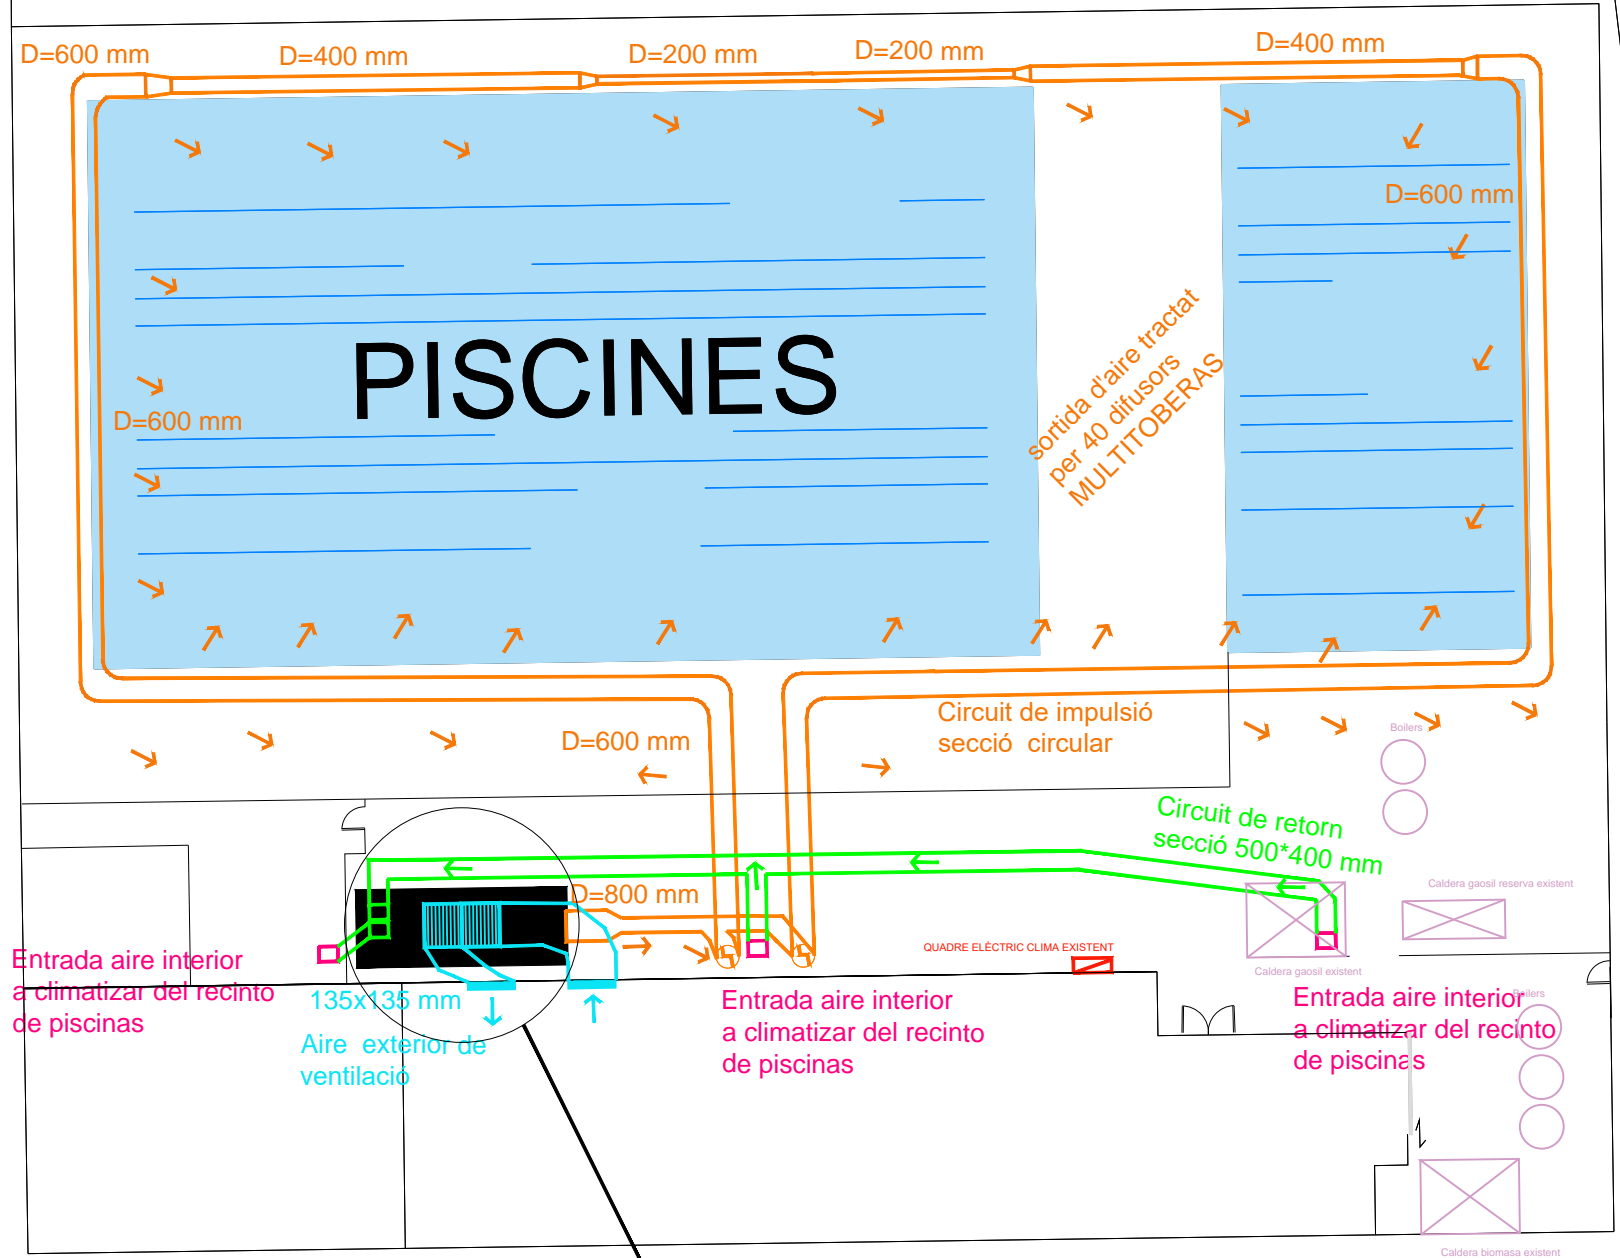 D=600 mm
D=400 mm
D=200 mm
D=200 mm
D=400 mm
D=600 mm
sortida d'aire tractat
per 40 difusors
MULTITOBERAS
PISCINES
D=600 mm
Circuit de impulsió
secció circular
D=600 mm
Boilers
Circuit de retorn
secció 500*400 mm
D=800 mm
Caldera gaosil reserva existent
QUADRE ELÈCTRIC CLIMA EXISTENT
Caldera gaosil existent
Entrada aire interior
a climatizar del recinto
de piscinas
135x135 mm
Aire exterior de
ventilació
Entrada aire interior
a climatizar del recinto
de piscinas
Entrada aire interior
a climatizar del recinto
de piscinas
Boilers
Caldera biomasa existent